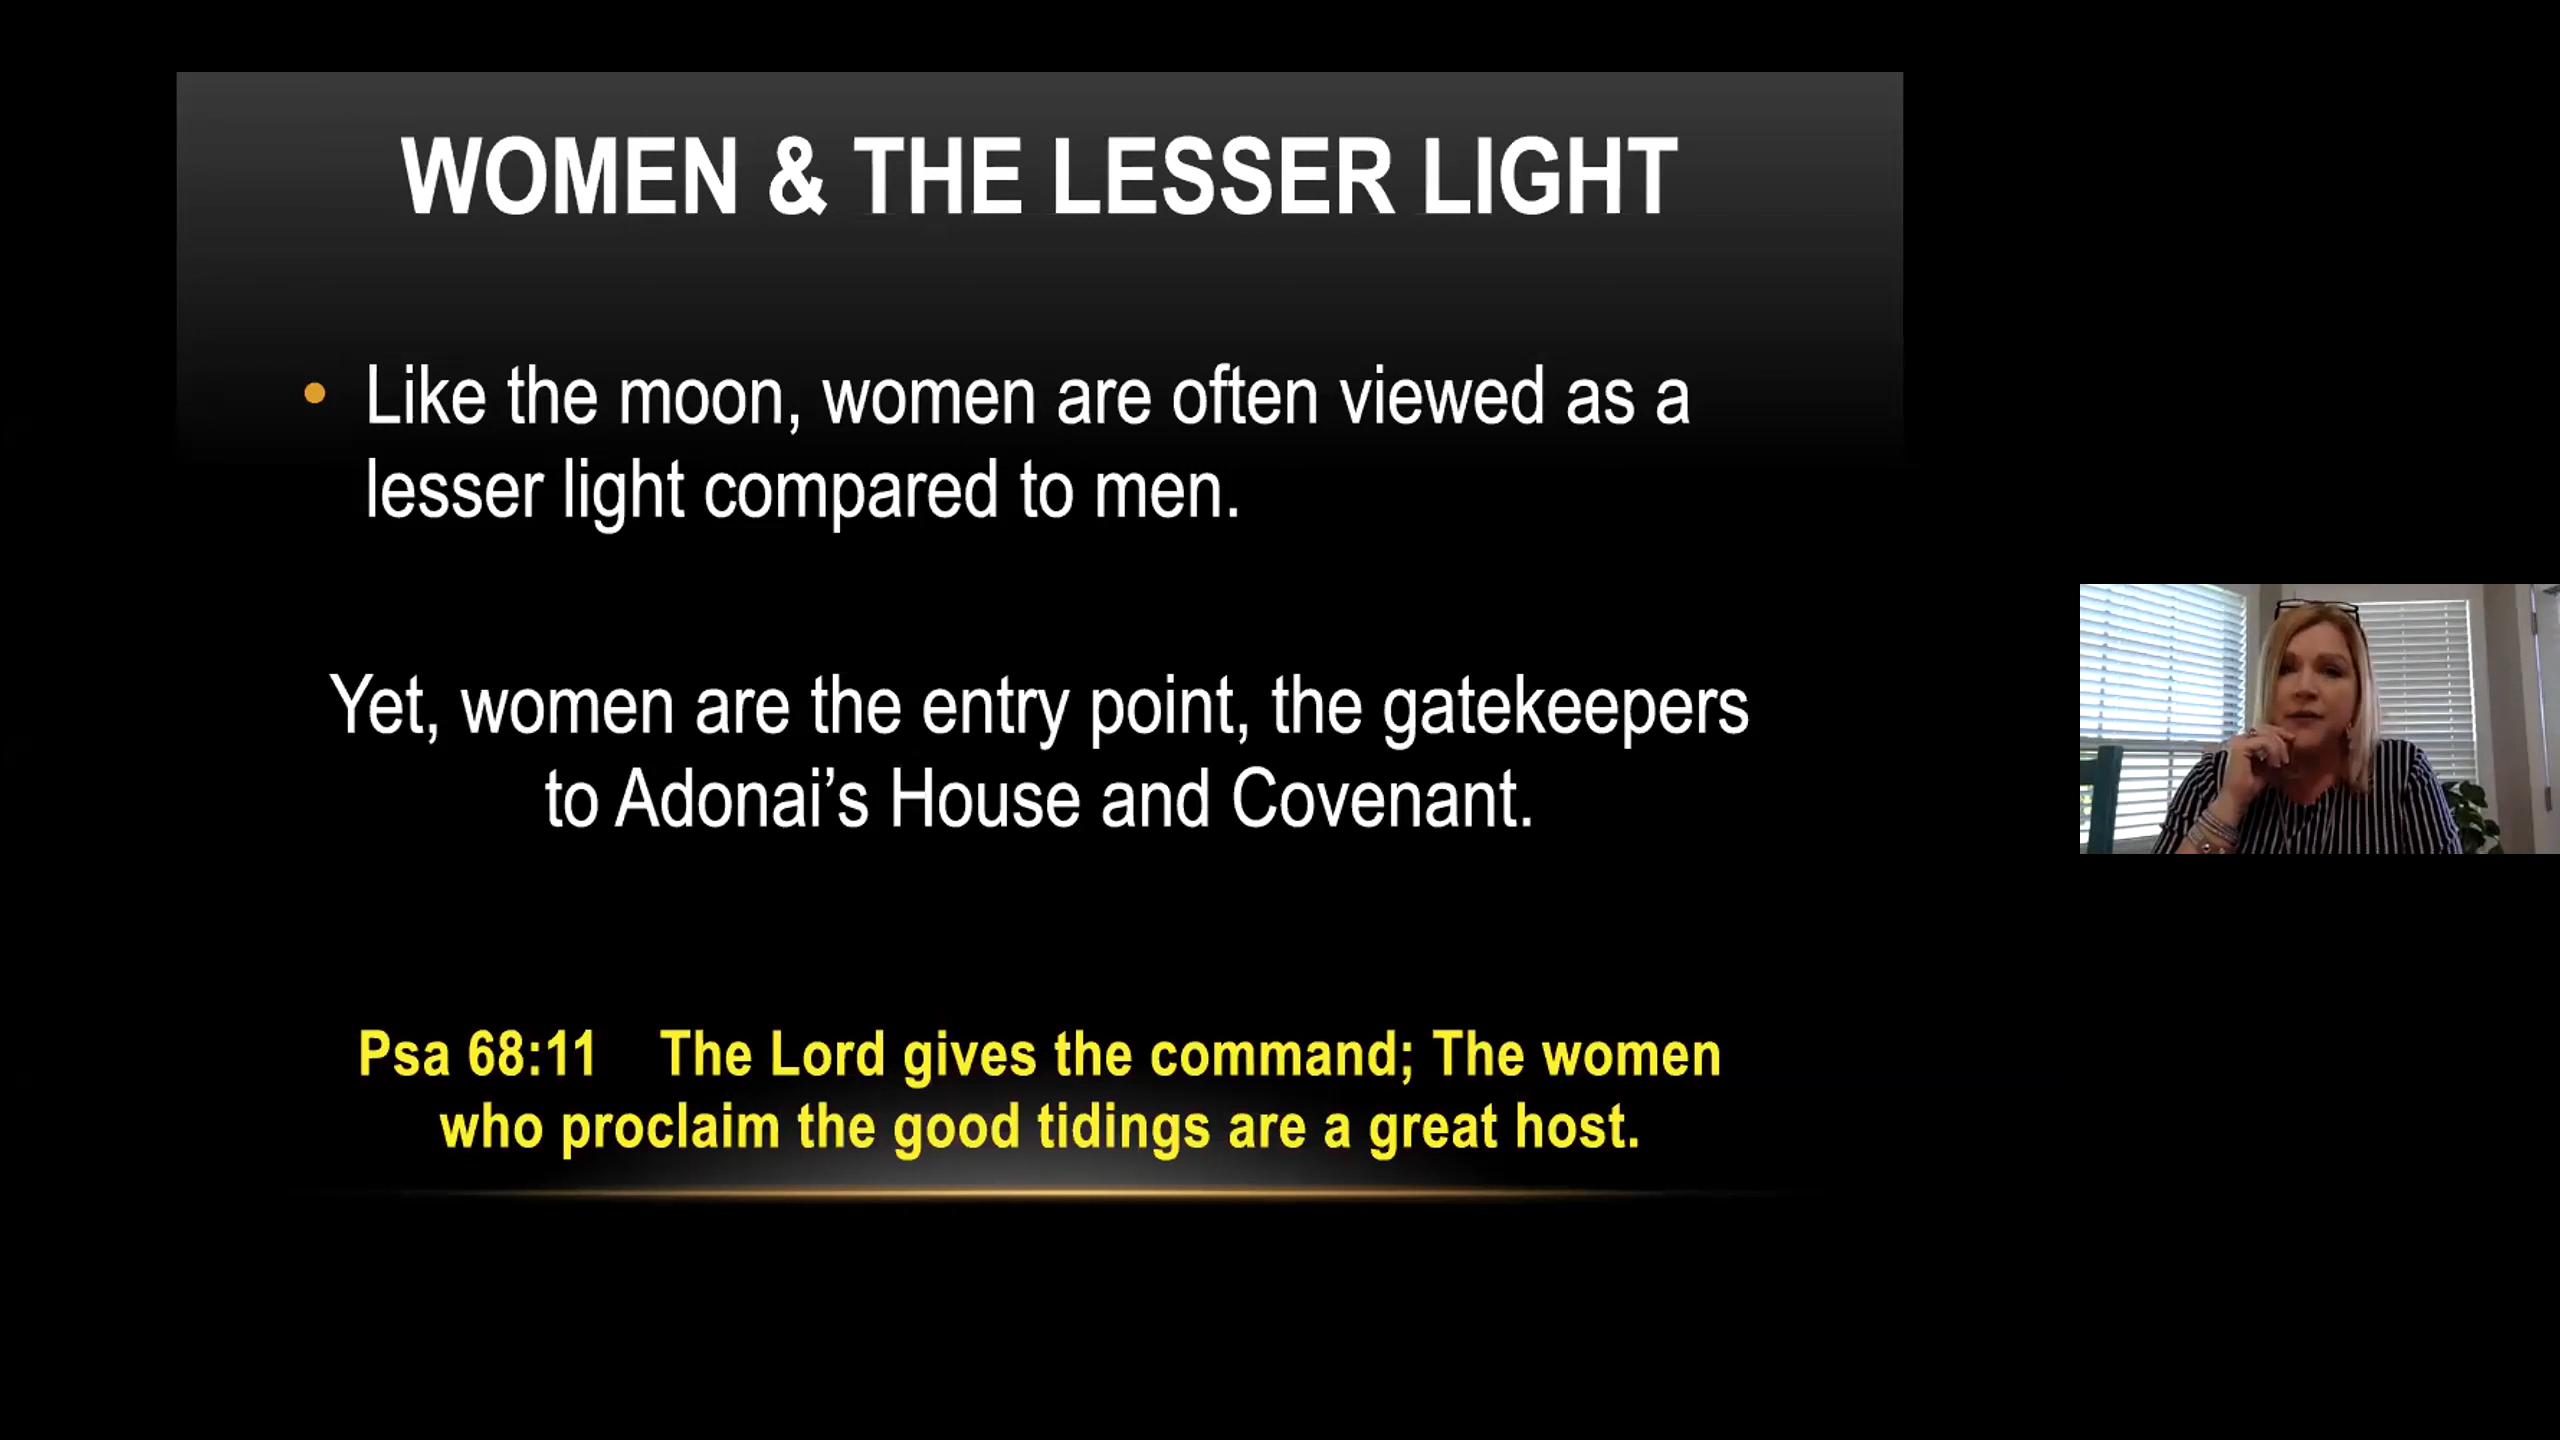 WOMEN & THE LESSER LIGHT
• Like the moon, women are often viewed as a
lesser light compared to men.
Yet, women are the entry point, the gatekeepers
to Adonai’s House and Covenant.
Psa 68:11 The Lord gives the command; The women
who proclaim the good tidings are a great host.